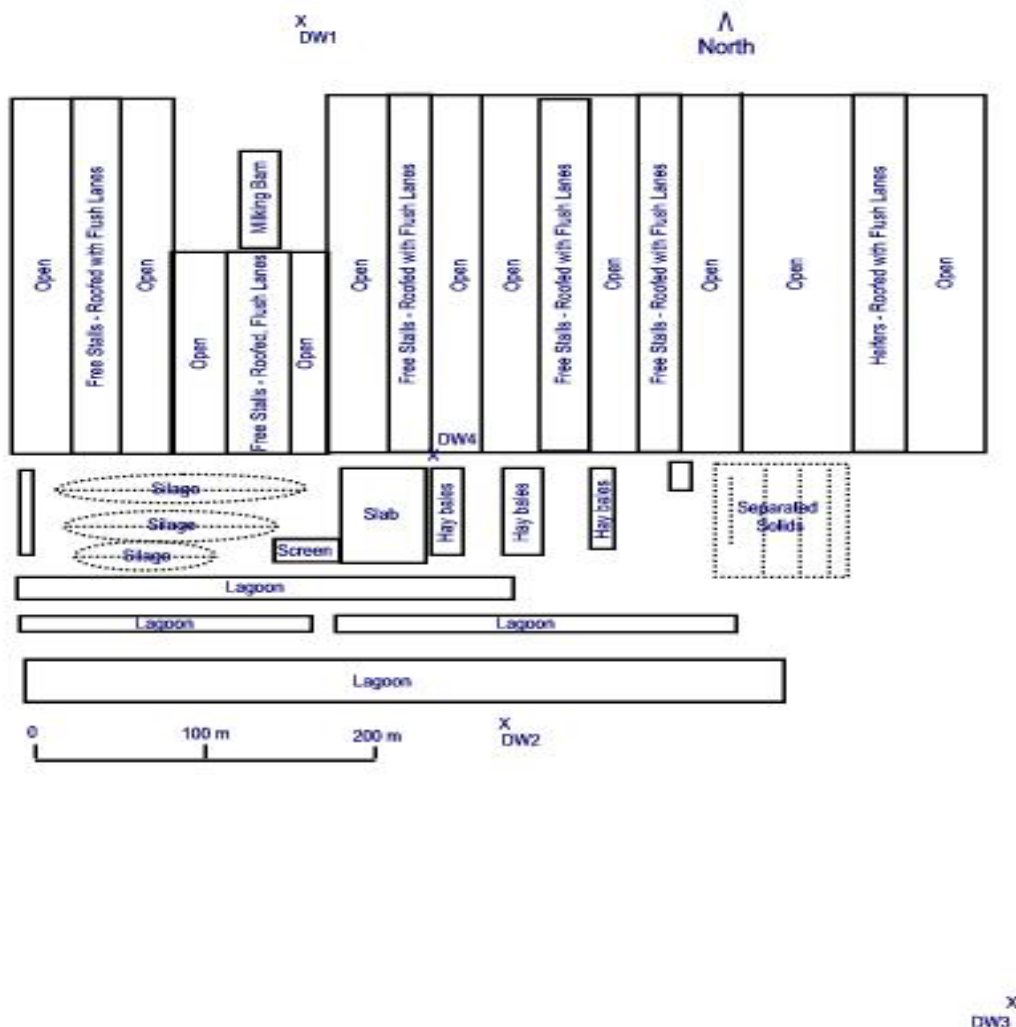 X
DW1
North
Open
Free Stalls - Roofed with Flush Lanes
Open
Open
Free Stalls - Roofed, Flush Lanes
Open
Milking Barn
Open
Free Stalls - Roofed with Flush Lanes
Open
Open
Free Stalls - Roofed with Flush Lanes
Open
Free Stalls - Roofed with Flush Lanes
Open
Open
Heifers - Roofed with Flush Lanes
Open
DW4
X
Silage
Silage
Silage
Screen
Slab
Hay bales
Hay bales
Hay bales
Separated
Solids
Lagoon
Lagoon
Lagoon
Lagoon
0
100 m
200 m
X
DW2
X
DW3